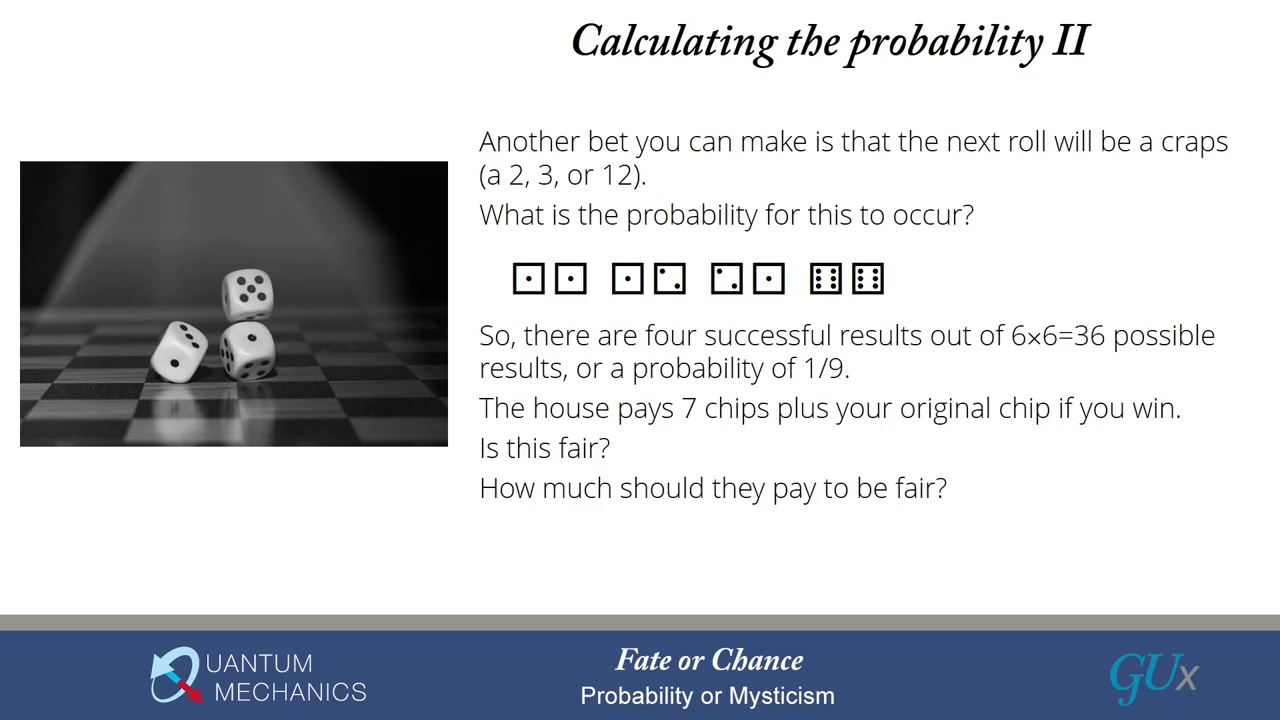 Calculating the probability II
Another bet you can make is that the next roll will be a craps
(a 2, 3, or 12).
What is the probability for this to occur?
So, there are four successful results out of 6×6=36 possible
results, or a probability of 1/9.
The house pays 7 chips plus your original chip if you win.
Is this fair?
How much should they pay to be fair?
QUANTUM
MECHANICS
Fate or Chance
Probability or Mysticism
GUx